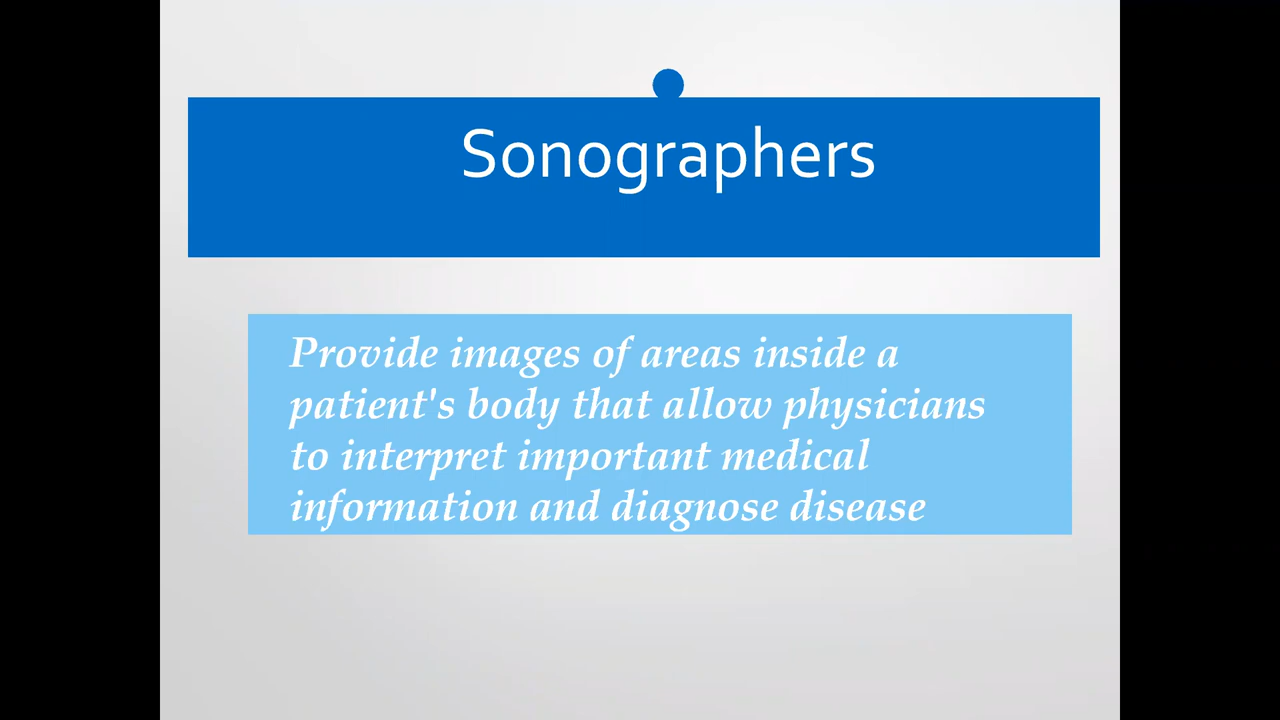 Sonographers
Provide images of areas inside a
patient's body that allow physicians
to interpret important medical
information and diagnose disease